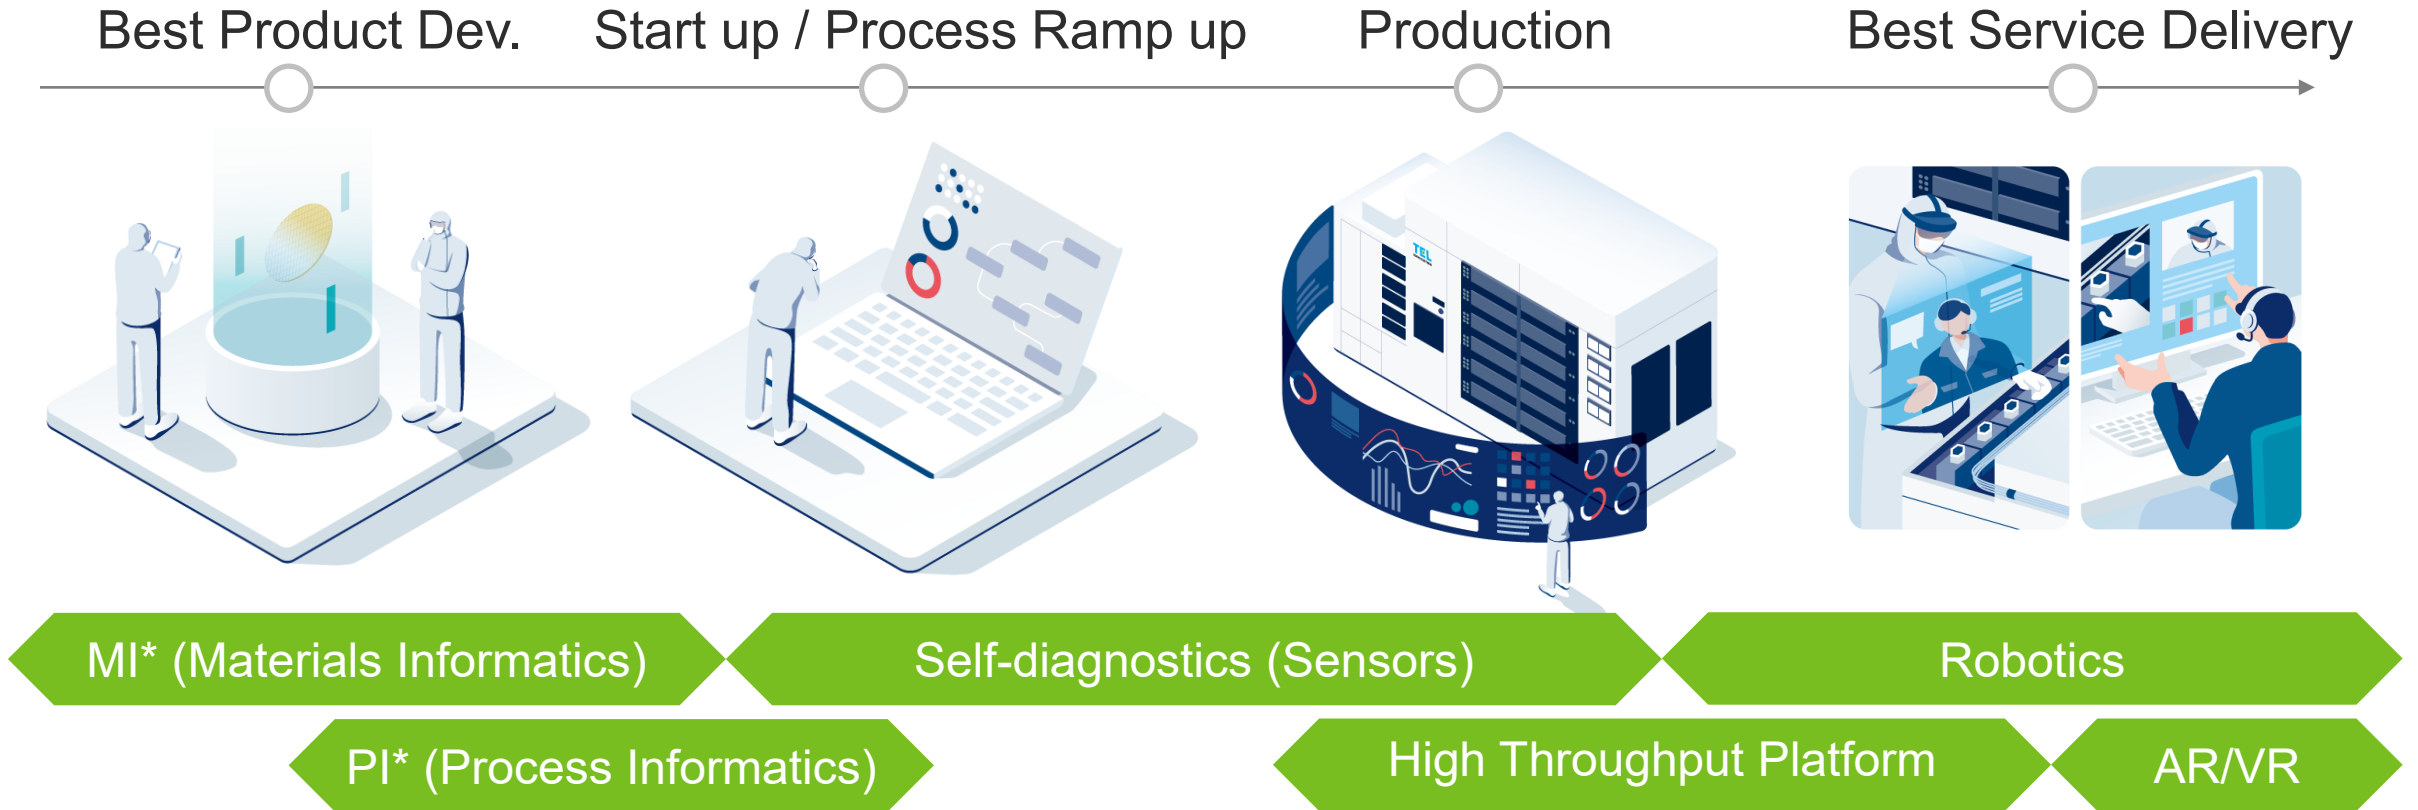 Best Product Dev.
Start up / Process Ramp up
Production
Best Service Delivery
TEL
MI* (Materials Informatics)
Self-diagnostics (Sensors)
Robotics
PI* (Process Informatics)
High Throughput Platform
AR/VR